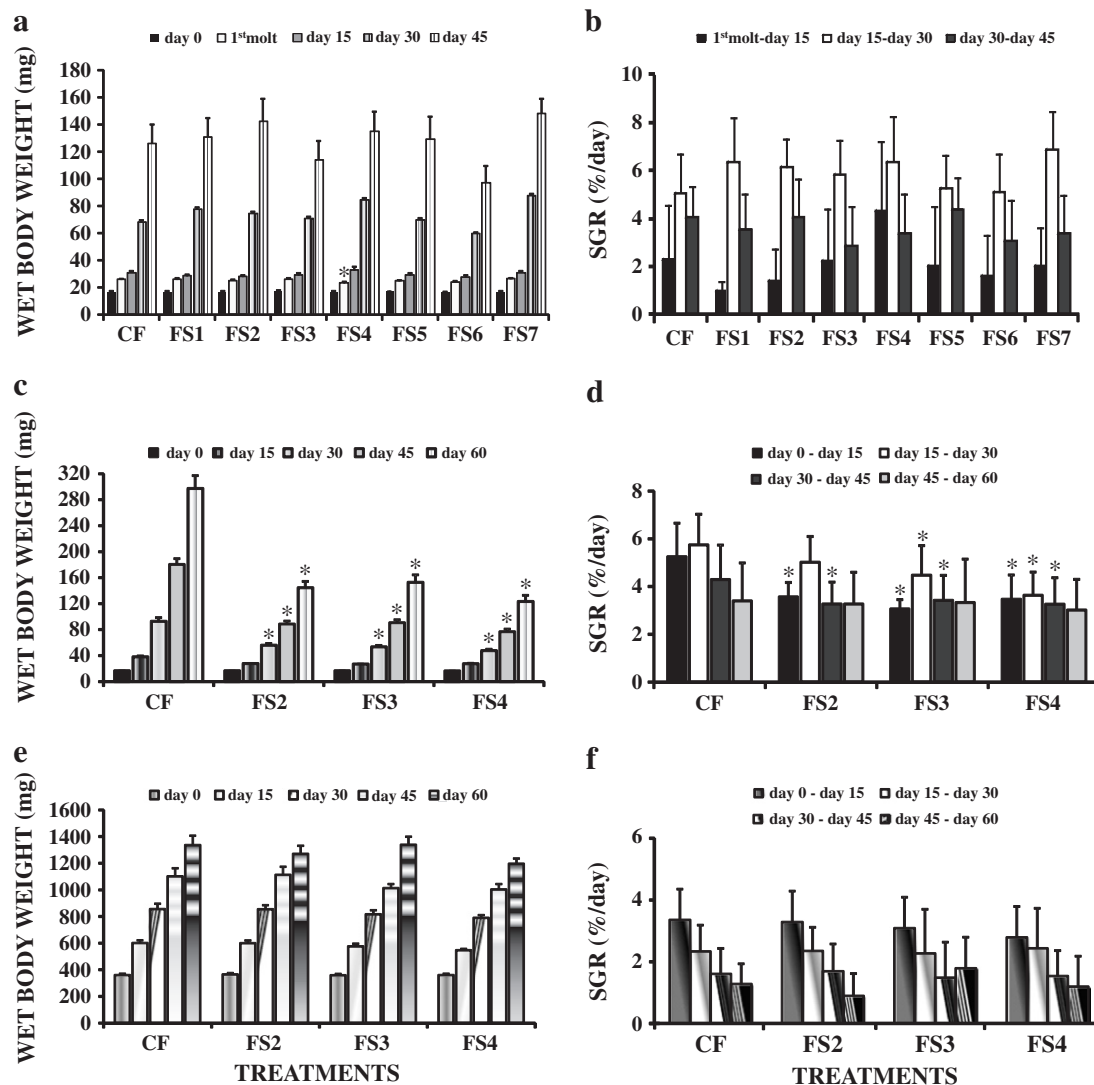 a
■ day 0 □ 1st molt ■ day 15 ▥ day 30 ▥ day 45
WET BODY WEIGHT (mg)
180
160
140
120
100
80
60
40
20
0
*
CF FS1 FS2 FS3 FS4 FS5 FS6 FS7
b
■ 1st molt-day 15 □ day 15-day 30 ■ day 30-day 45
SGR (%/day)
10
8
6
4
2
0
CF FS1 FS2 FS3 FS4 FS5 FS6 FS7
c
day 0 day 15 day 30 day 45 day 60
WET BODY WEIGHT (mg)
320
280
240
200
160
120
80
40
0
* * * * * * * * *
CF FS2 FS3 FS4
d
day 0 - day 15 day 15 - day 30
day 30 - day 45 day 45 - day 60
SGR (%/day)
8
6
4
2
0
* * * * * * * *
CF FS2 FS3 FS4
e
day 0 day 15 day 30 day 45 day 60
WET BODY WEIGHT (mg)
1600
1400
1200
1000
800
600
400
200
0
CF FS2 FS3 FS4
TREATMENTS
f
day 0 - day 15 day 15 - day 30
day 30 - day 45 day 45 - day 60
SGR (%/day)
6
4
2
0
CF FS2 FS3 FS4
TREATMENTS